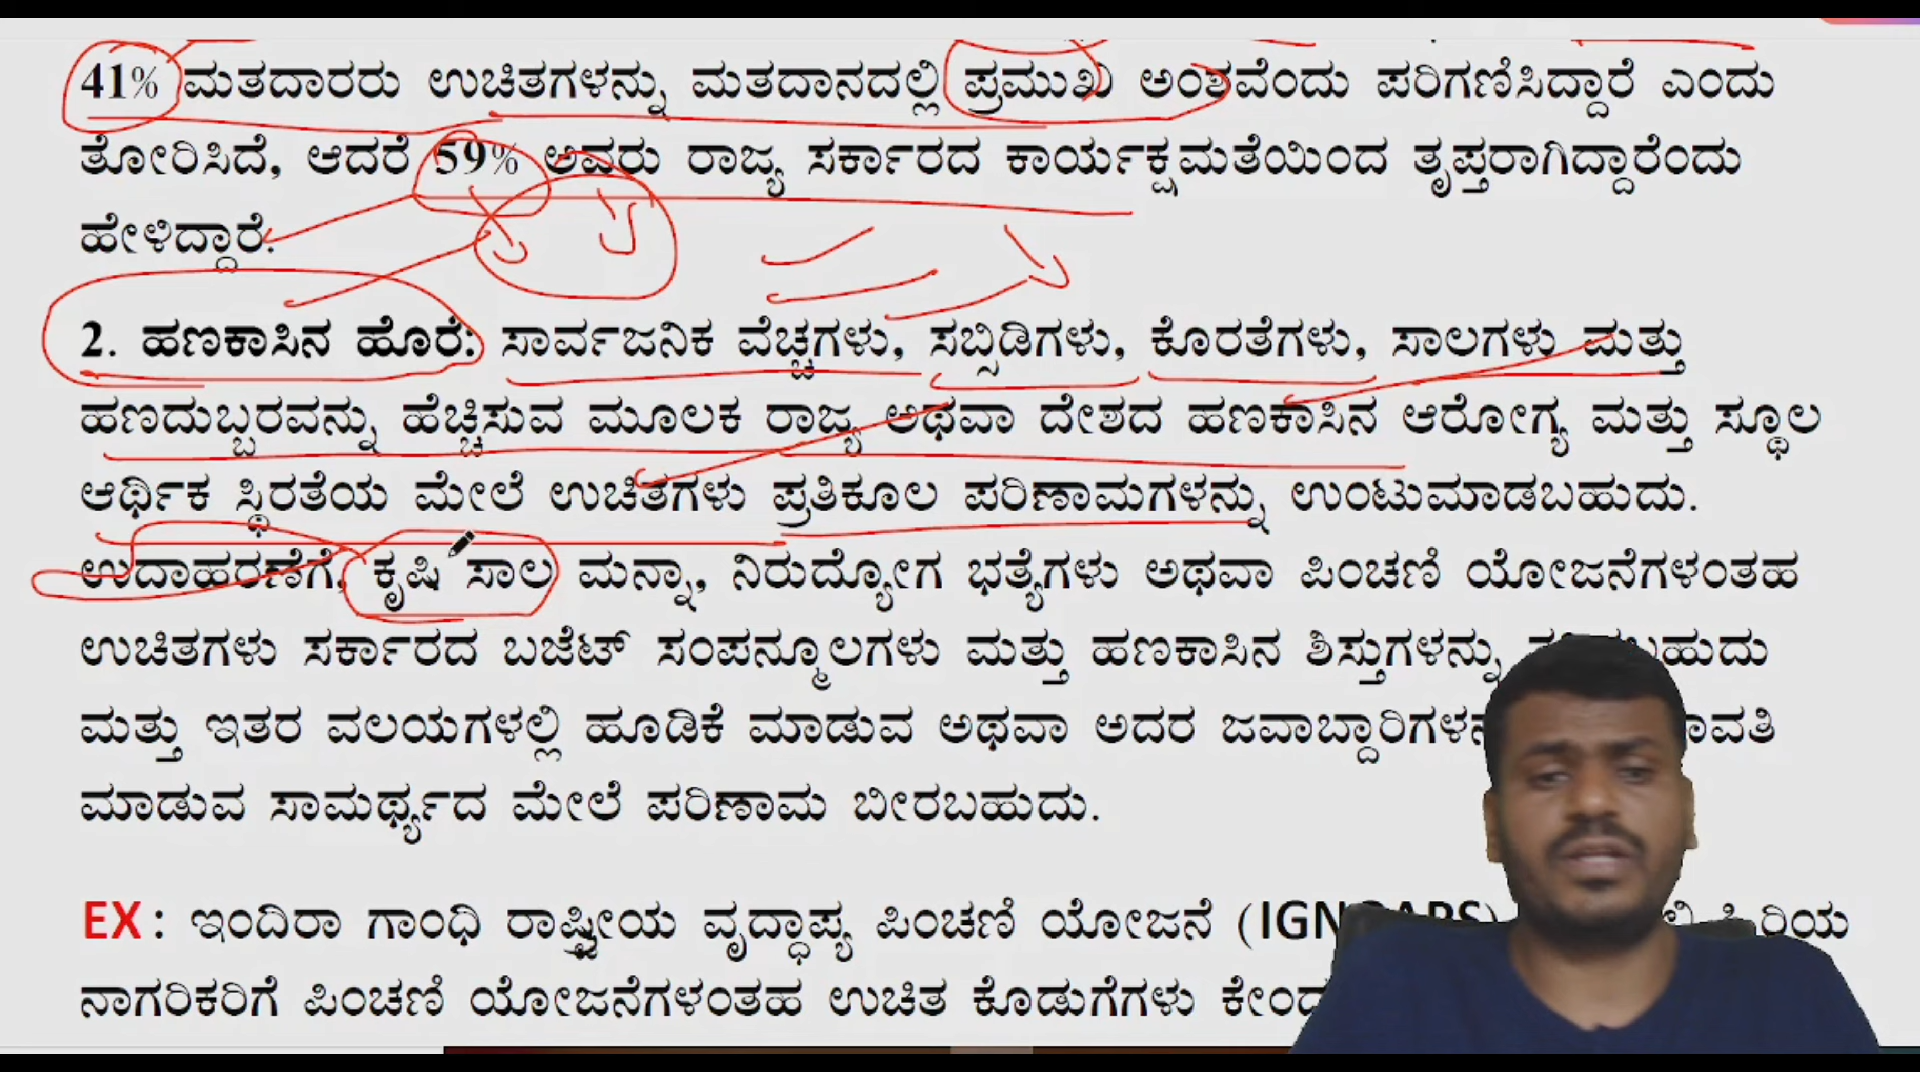 41% ಮತದಾರರು ಉಚಿತಗಳನ್ನು ಮತದಾನದಲ್ಲಿ ಪ್ರಮುಖ ಅಂಶವೆಂದು ಪರಿಗಣಿಸಿದ್ದಾರೆ ಎಂದು
ತೋರಿಸಿದೆ, ಆದರೆ 59% ಅವರು ರಾಜ್ಯ ಸರ್ಕಾರದ ಕಾರ್ಯಕ್ಷಮತೆಯಿಂದ ತೃಪ್ತರಾಗಿದ್ದಾರೆಂದು
ಹೇಳಿದ್ದಾರೆ.
2. ಹಣಕಾಸಿನ ಹೊರೆ: ಸಾರ್ವಜನಿಕ ವೆಚ್ಚಗಳು, ಸಬ್ಸಿಡಿಗಳು, ಕೊರತೆಗಳು, ಸಾಲಗಳು ಮತ್ತು
ಹಣದುಬ್ಬರವನ್ನು ಹೆಚ್ಚಿಸುವ ಮೂಲಕ ರಾಜ್ಯ ಅಥವಾ ದೇಶದ ಹಣಕಾಸಿನ ಆರೋಗ್ಯ ಮತ್ತು ಸ್ಥೂಲ
ಆರ್ಥಿಕ ಸ್ಥಿರತೆಯ ಮೇಲೆ ಉಚಿತಗಳು ಪ್ರತಿಕೂಲ ಪರಿಣಾಮಗಳನ್ನು ಉಂಟುಮಾಡಬಹುದು.
ಉದಾಹರಣೆಗೆ, ಕೃಷಿ ಸಾಲ ಮನ್ನಾ, ನಿರುದ್ಯೋಗ ಭತ್ಯೆಗಳು ಅಥವಾ ಪಿಂಚಣಿ ಯೋಜನೆಗಳಂತಹ
ಉಚಿತಗಳು ಸರ್ಕಾರದ ಬಜೆಟ್ ಸಂಪನ್ಮೂಲಗಳು ಮತ್ತು ಹಣಕಾಸಿನ ಶಿಸ್ತುಗಳನ್ನು
ಮತ್ತು ಇತರ ವಲಯಗಳಲ್ಲಿ ಹೂಡಿಕೆ ಮಾಡುವ ಅಥವಾ ಅದರ
ಮಾಡುವ ಸಾಮರ್ಥ್ಯದ ಮೇಲೆ ಪರಿಣಾಮ ಬೀರಬಹುದು.
EX: ಇಂದಿರಾ ಗಾಂಧಿ ರಾಷ್ಟ್ರೀಯ ವೃದ್ಧಾಪ್ಯ ಪಿಂಚಣಿ ಯೋಜನೆ
ನಾಗರಿಕರಿಗೆ ಪಿಂಚಣಿ ಯೋಜನೆಗಳಂತಹ ಉಚಿತ ಕೊಡುಗೆಗಳು